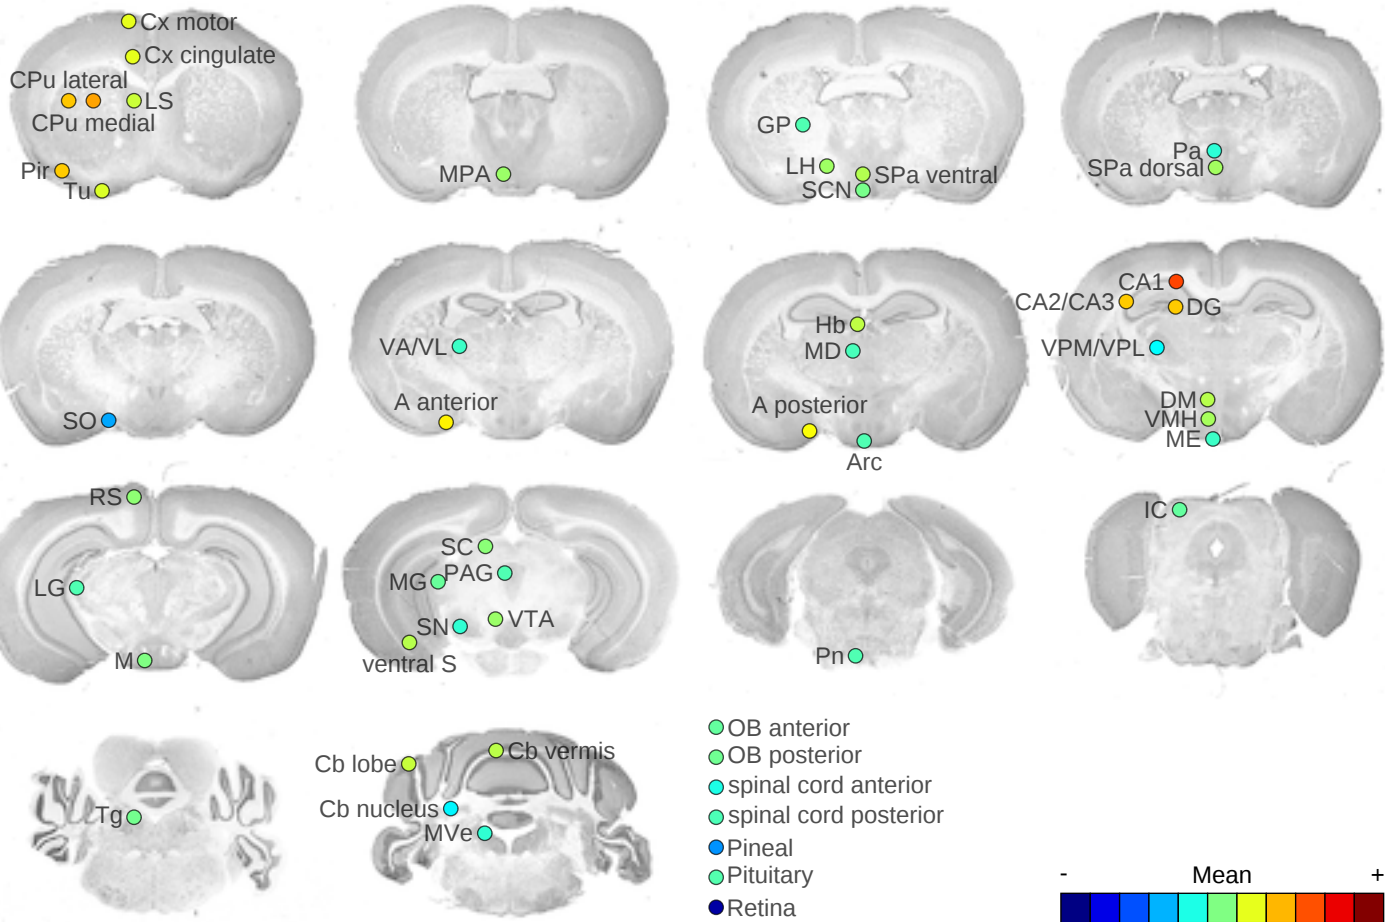 Cx motor
Cx cingulate
CPu lateral
LS
CPu medial
Pir
Tu
MPA
GP
LH
SPa ventral
SCN
Pa
SPa dorsal
SO
VA/VL
A anterior
Hb
MD
A posterior
Arc
CA1
CA2/CA3
DG
VPM/VPL
DM
VMH
ME
RS
LG
M
SC
MG
PAG
SN
VTA
ventral S
Pn
IC
Tg
Cb lobe
Cb vermis
Cb nucleus
MVe
OB anterior
OB posterior
spinal cord anterior
spinal cord posterior
Pineal
Pituitary
Retina
- Mean +